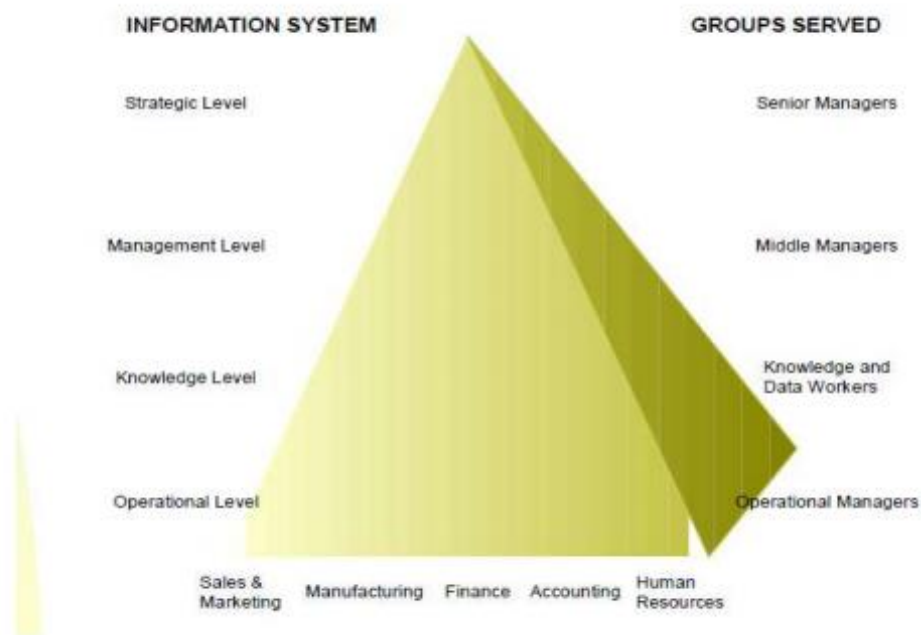 INFORMATION SYSTEM
GROUPS SERVED
Strategic Level
Senior Managers
Management Level
Middle Managers
Knowledge Level
Knowledge and
Data Workers
Operational Level
Operational Managers
Sales &
Marketing
Manufacturing
Finance
Accounting
Human
Resources